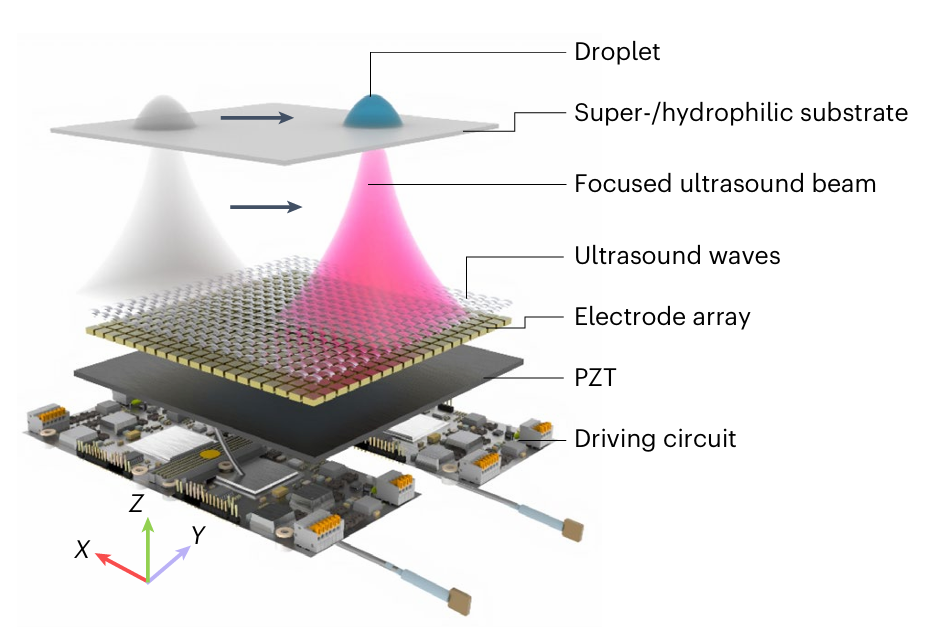 Droplet
Super-/hydrophilic substrate
Focused ultrasound beam
Ultrasound waves
Electrode array
PZT
Driving circuit
Z
Y
X